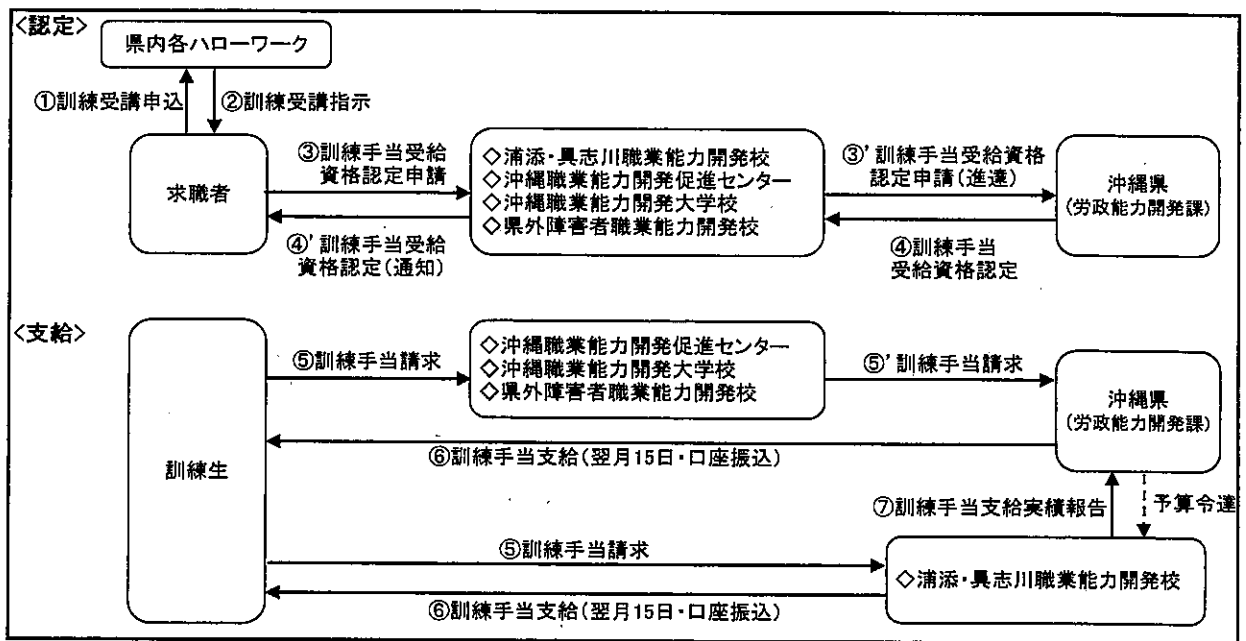 <認定>
県内各ハローワーク
①訓練受講申込
②訓練受講指示
求職者
③訓練手当受給
資格認定申請
④'訓練手当受給
資格認定(通知)
◇浦添・具志川職業能力開発校
◇沖縄職業能力開発促進センター
◇沖縄職業能力開発大学校
◇県外障害者職業能力開発校
③'訓練手当受給資格
認定申請(進達)
④訓練手当
受給資格認定
沖縄県
(労政能力開発課)
<支給>
訓練生
⑤訓練手当請求
◇沖縄職業能力開発促進センター
◇沖縄職業能力開発大学校
◇県外障害者職業能力開発校
⑤'訓練手当請求
沖縄県
(労政能力開発課)
⑥訓練手当支給(翌月15日・口座振込)
⑦訓練手当支給実績報告
予算令達
⑤訓練手当請求
◇浦添・具志川職業能力開発校
⑥訓練手当支給(翌月15日・口座振込)